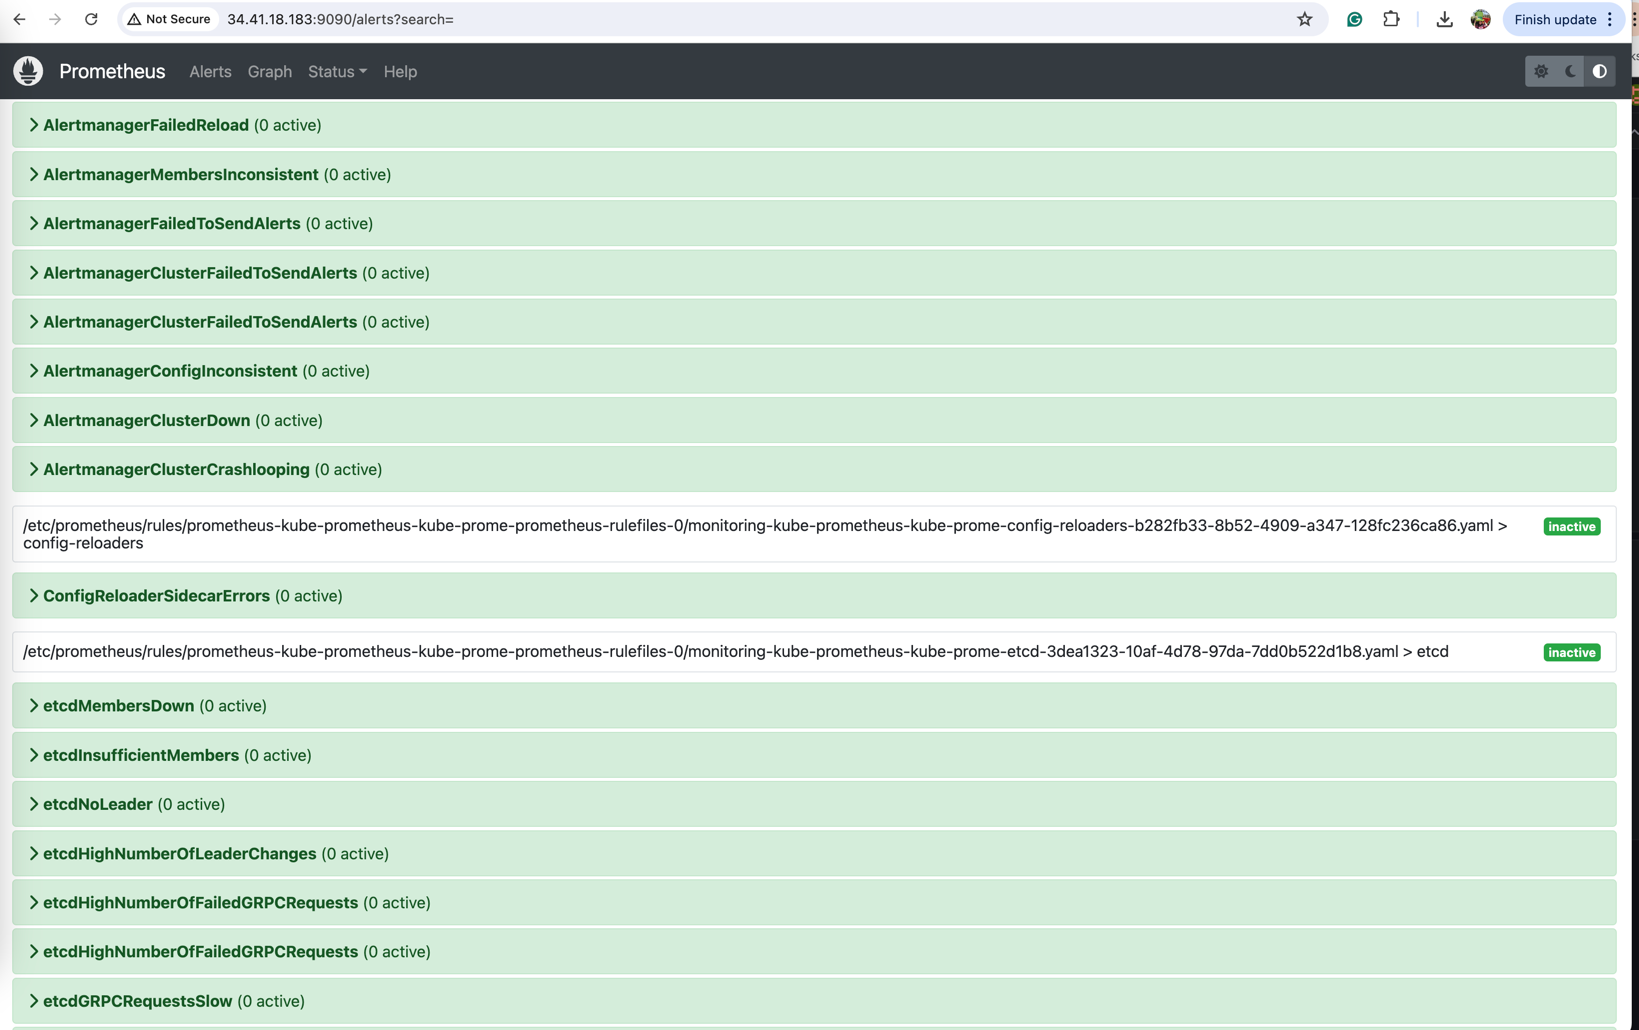 Not Secure 34.41.18.183:9090/alerts?search= Finish update
Prometheus Alerts Graph Status Help
AlertmanagerFailedReload (0 active)
AlertmanagerMembersInconsistent (0 active)
AlertmanagerFailedToSendAlerts (0 active)
AlertmanagerClusterFailedToSendAlerts (0 active)
AlertmanagerClusterFailedToSendAlerts (0 active)
AlertmanagerConfigInconsistent (0 active)
AlertmanagerClusterDown (0 active)
AlertmanagerClusterCrashlooping (0 active)
/etc/prometheus/rules/prometheus-kube-prometheus-kube-prome-prometheus-rulefiles-0/monitoring-kube-prometheus-kube-prome-config-reloaders-b282fb33-8b52-4909-a347-128fc236ca86.yaml > inactive
config-reloaders
ConfigReloaderSidecarErrors (0 active)
/etc/prometheus/rules/prometheus-kube-prometheus-kube-prome-prometheus-rulefiles-0/monitoring-kube-prometheus-kube-prome-etcd-3dea1323-10af-4d78-97da-7dd0b522d1b8.yaml > etcd inactive
etcdMembersDown (0 active)
etcdInsufficientMembers (0 active)
etcdNoLeader (0 active)
etcdHighNumberOfLeaderChanges (0 active)
etcdHighNumberOfFailedGRPCRequests (0 active)
etcdHighNumberOfFailedGRPCRequests (0 active)
etcdGRPCRequestsSlow (0 active)